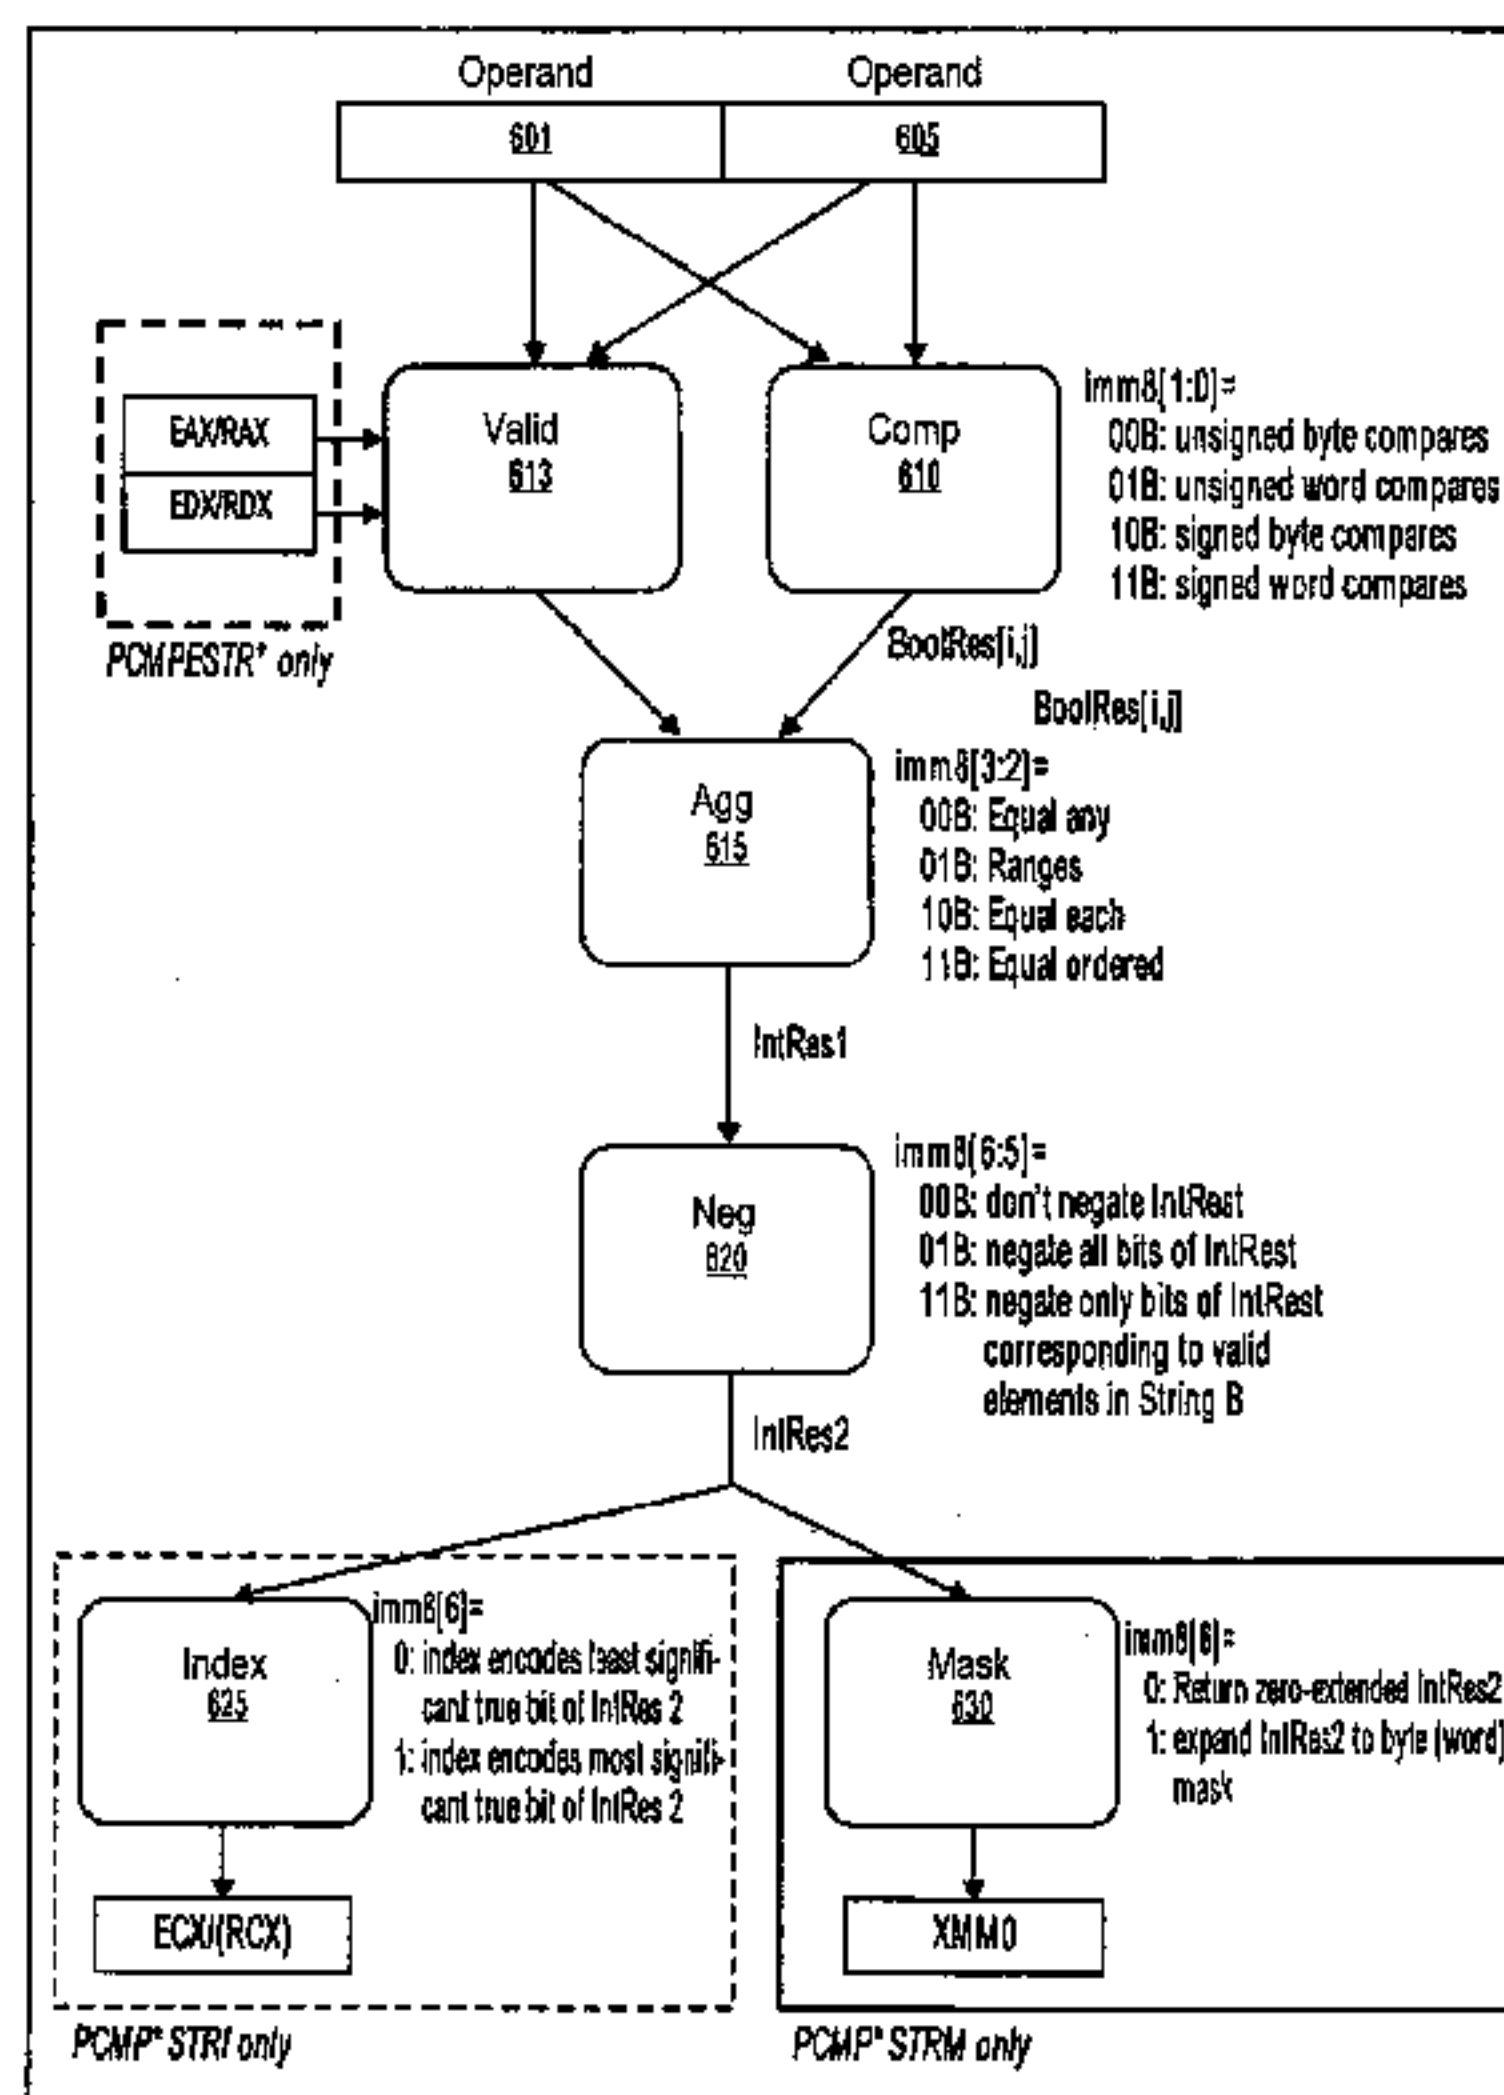 Operand Operand
601 605
EAX/RAX
EDX/RDX
PCMPESTR* only
Valid
613
Comp
610
imm8[1:0]=
00B: unsigned byte compares
01B: unsigned word compares
10B: signed byte compares
11B: signed word compares
BoolRes[i,j]
BoolRes[i,j]
Agg
615
imm8[3:2]=
00B: Equal any
01B: Ranges
10B: Equal each
11B: Equal ordered
IntRes1
Neg
620
imm8[6:5]=
00B: don't negate IntRest
01B: negate all bits of IntRest
11B: negate only bits of IntRest
corresponding to valid
elements in String B
IntRes2
Index
625
imm8[6]=
0: index encodes least signifi-
cant true bit of IntRes 2
1: index encodes most signifi-
cant true bit of IntRes 2
ECX/(RCX)
PCMP*STRI only
Mask
630
imm8[6]=
0: Return zero-extended IntRes2
1: expand IntRes2 to byte (word)
mask
XMM0
PCMP*STRM only